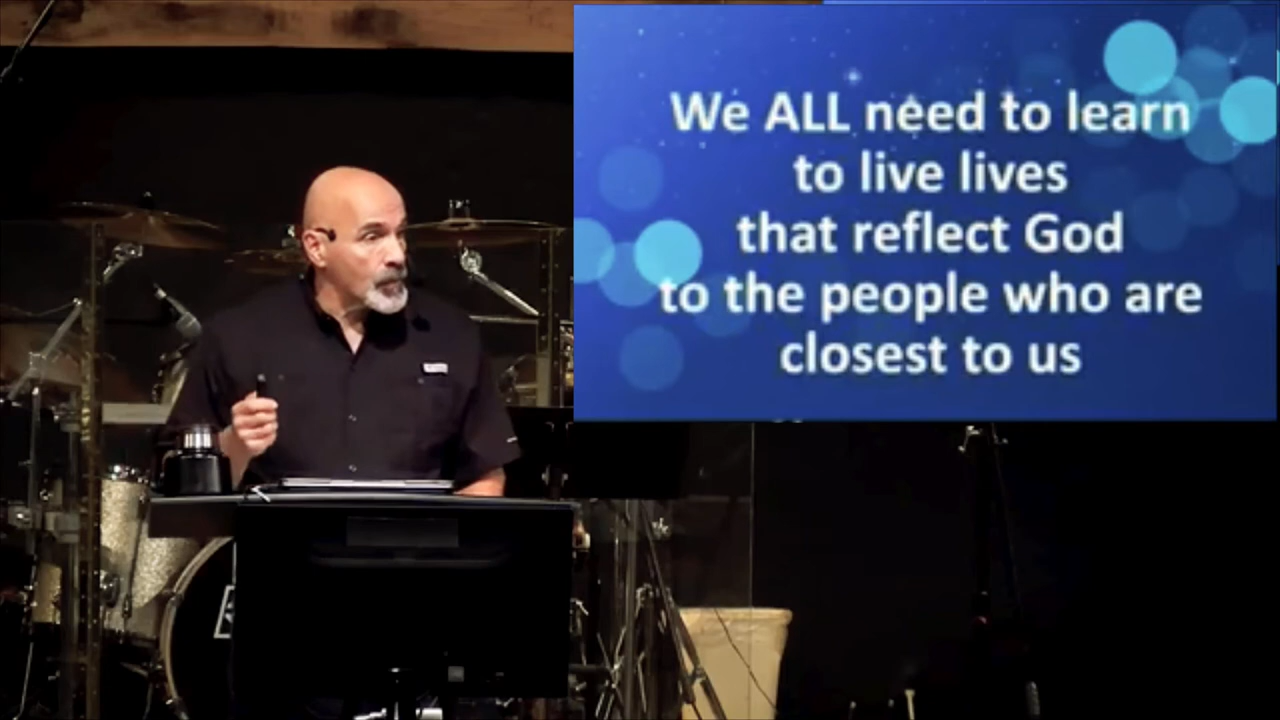 We ALL need to learn
to live lives
that reflect God
to the people who are
closest to us